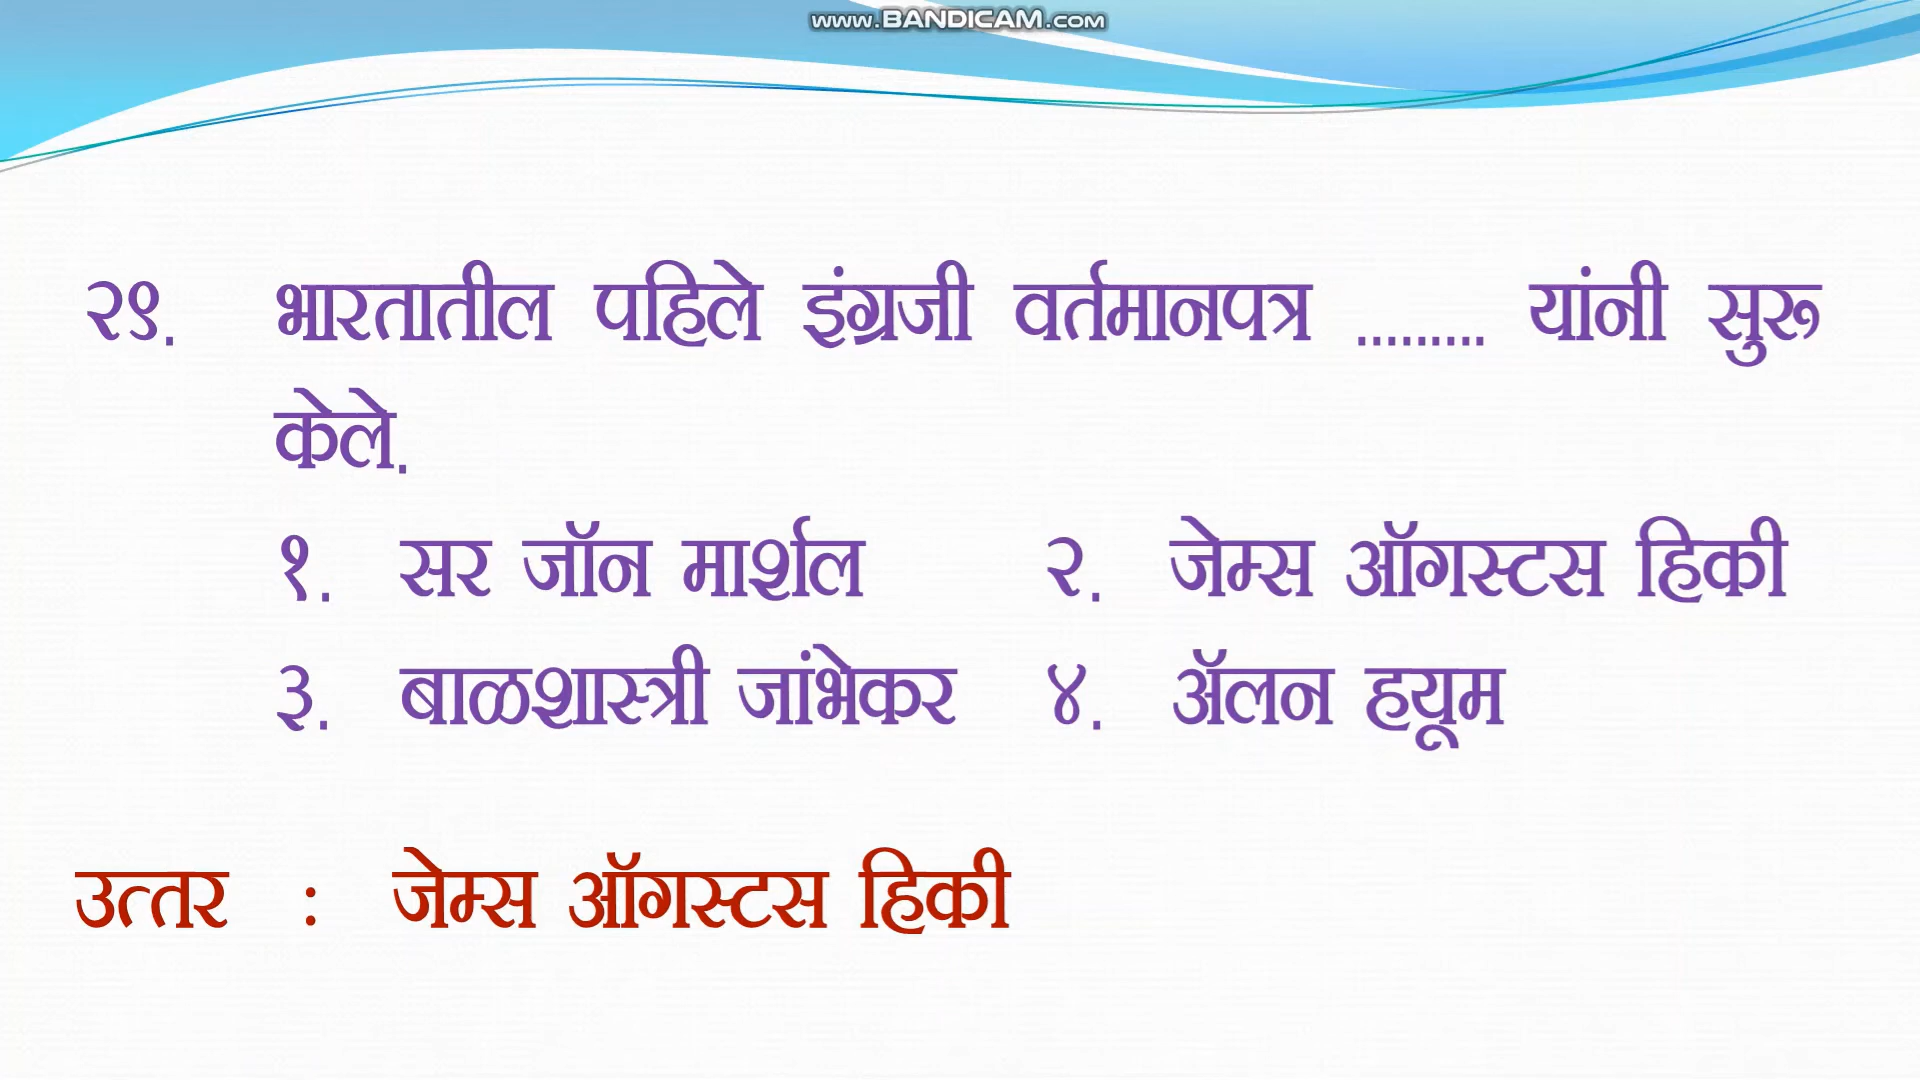 www.BANDICAM.com
२९. भारतातील पहिले इंग्रजी वर्तमानपत्र ......... यांनी सुरू
केले.
१. सर जॉन मार्शल २. जेम्स ऑगस्टस हिकी
३. बाळशास्त्री जांभेकर ४. ॲलन ह्यूम
उत्तर : जेम्स ऑगस्टस हिकी